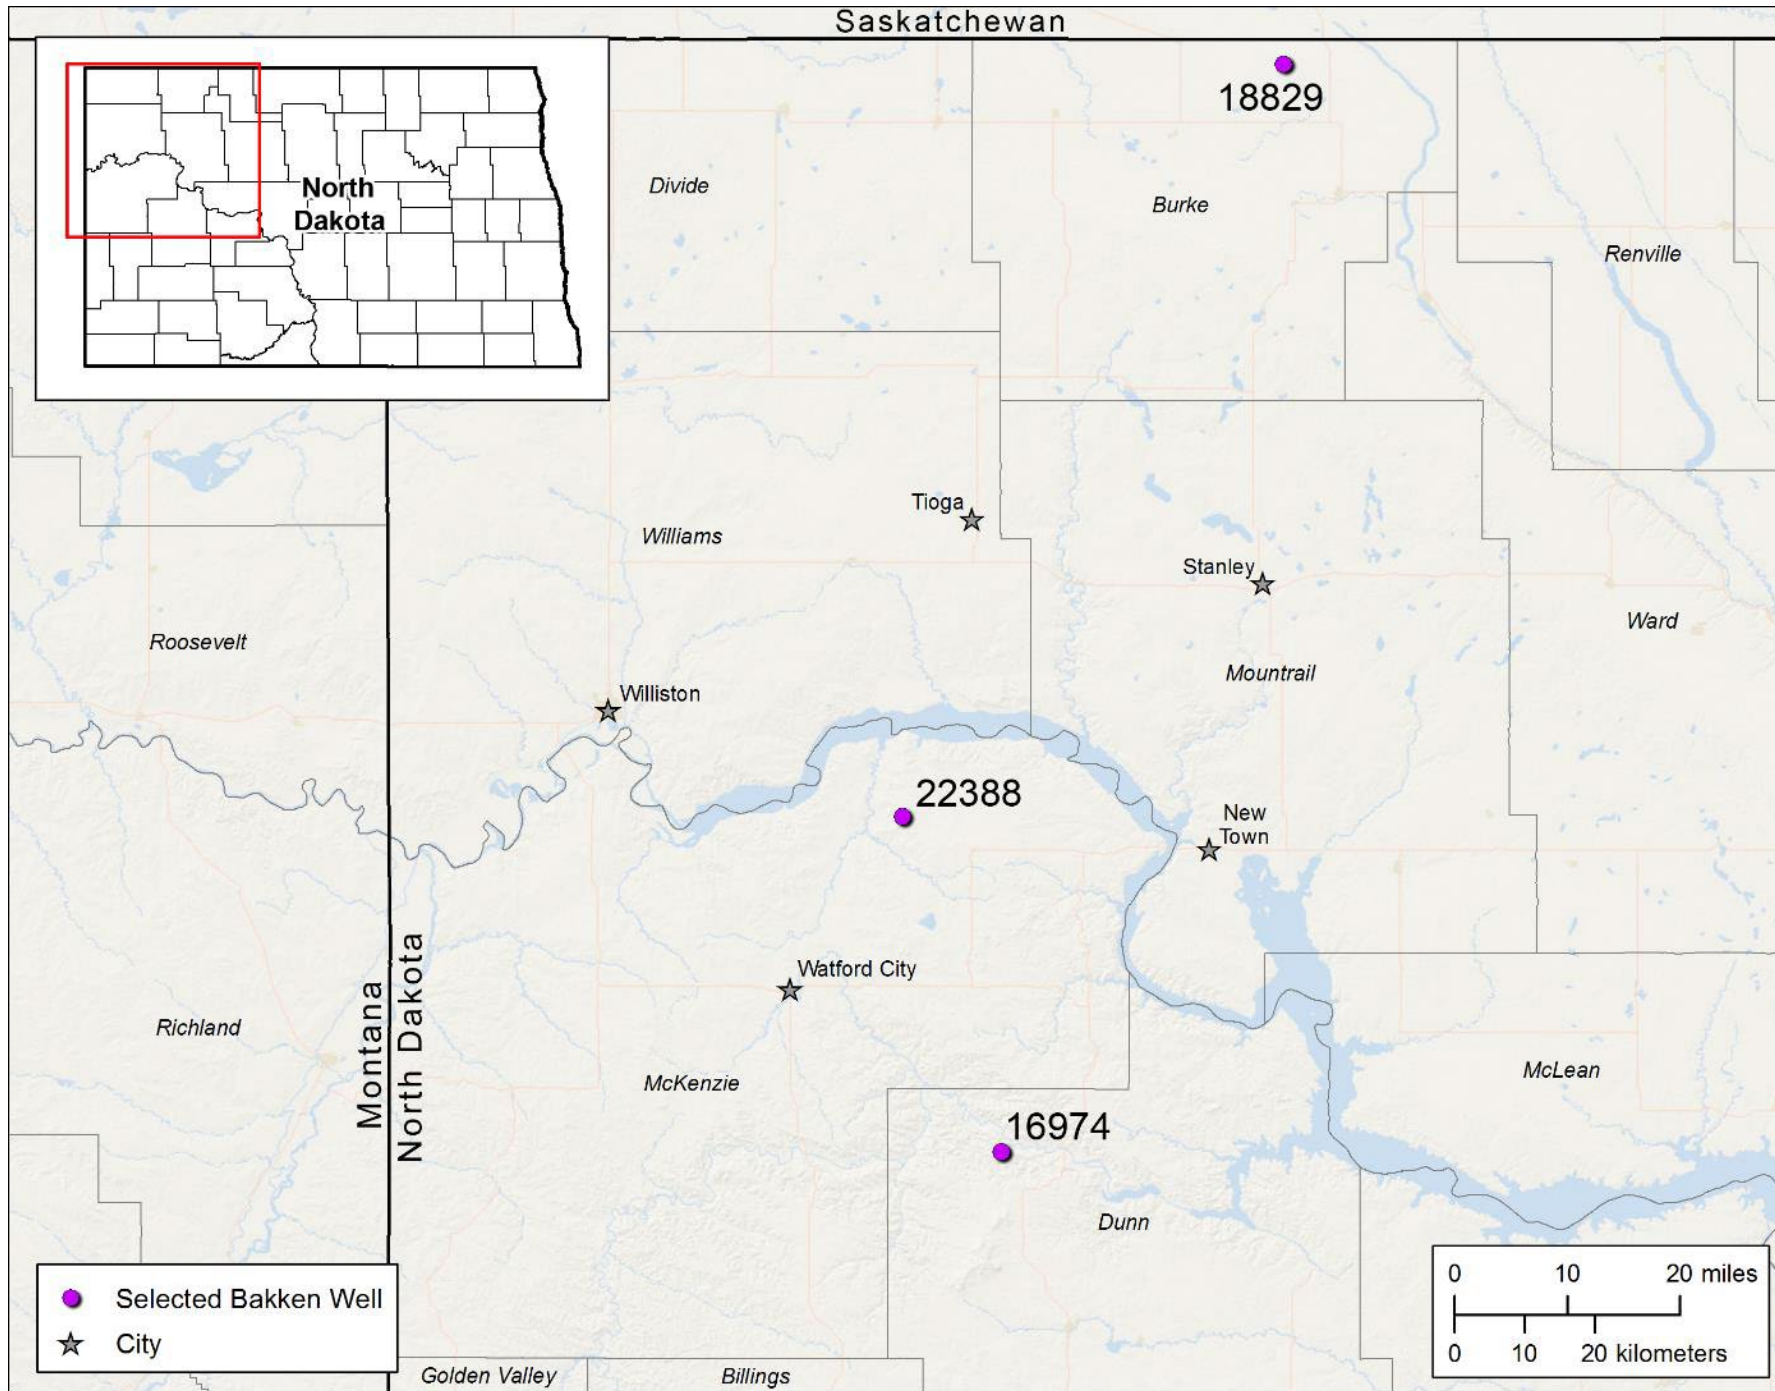 Saskatchewan
18829
North
Dakota
Divide
Burke
Renville
Tioga
Williams
Stanley
Roosevelt
Ward
Mountrail
Williston
22388
New
Town
Watford City
Montana
North Dakota
Richland
McKenzie
McLean
16974
Dunn
Selected Bakken Well
City
0 10 20 miles
0 10 20 kilometers
Golden Valley
Billings